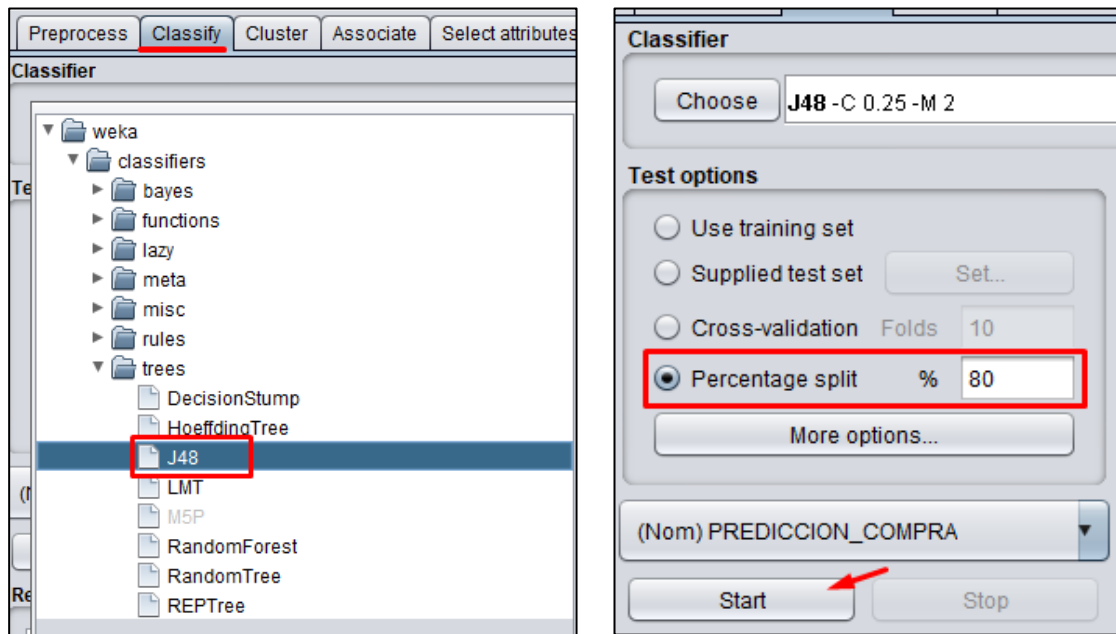 Preprocess Classify Cluster Associate Select attributes
Classifier
weka
classifiers
bayes
functions
lazy
meta
misc
rules
trees
DecisionStump
HoeffdingTree
J48
LMT
M5P
RandomForest
RandomTree
REPTree
Te
(N
Re
Classifier
Choose J48 -C 0.25 -M 2
Test options
Use training set
Supplied test set Set...
Cross-validation Folds 10
Percentage split % 80
More options...
(Nom) PREDICCION_COMPRA
Start Stop